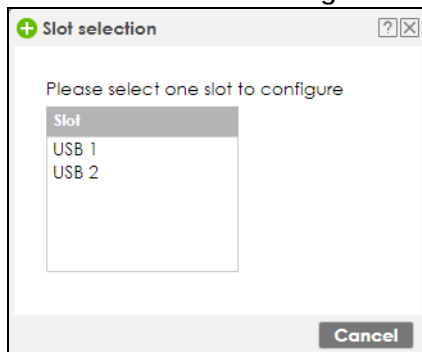 Slot selection
Please select one slot to configure
Slot
USB 1
USB 2
Cancel